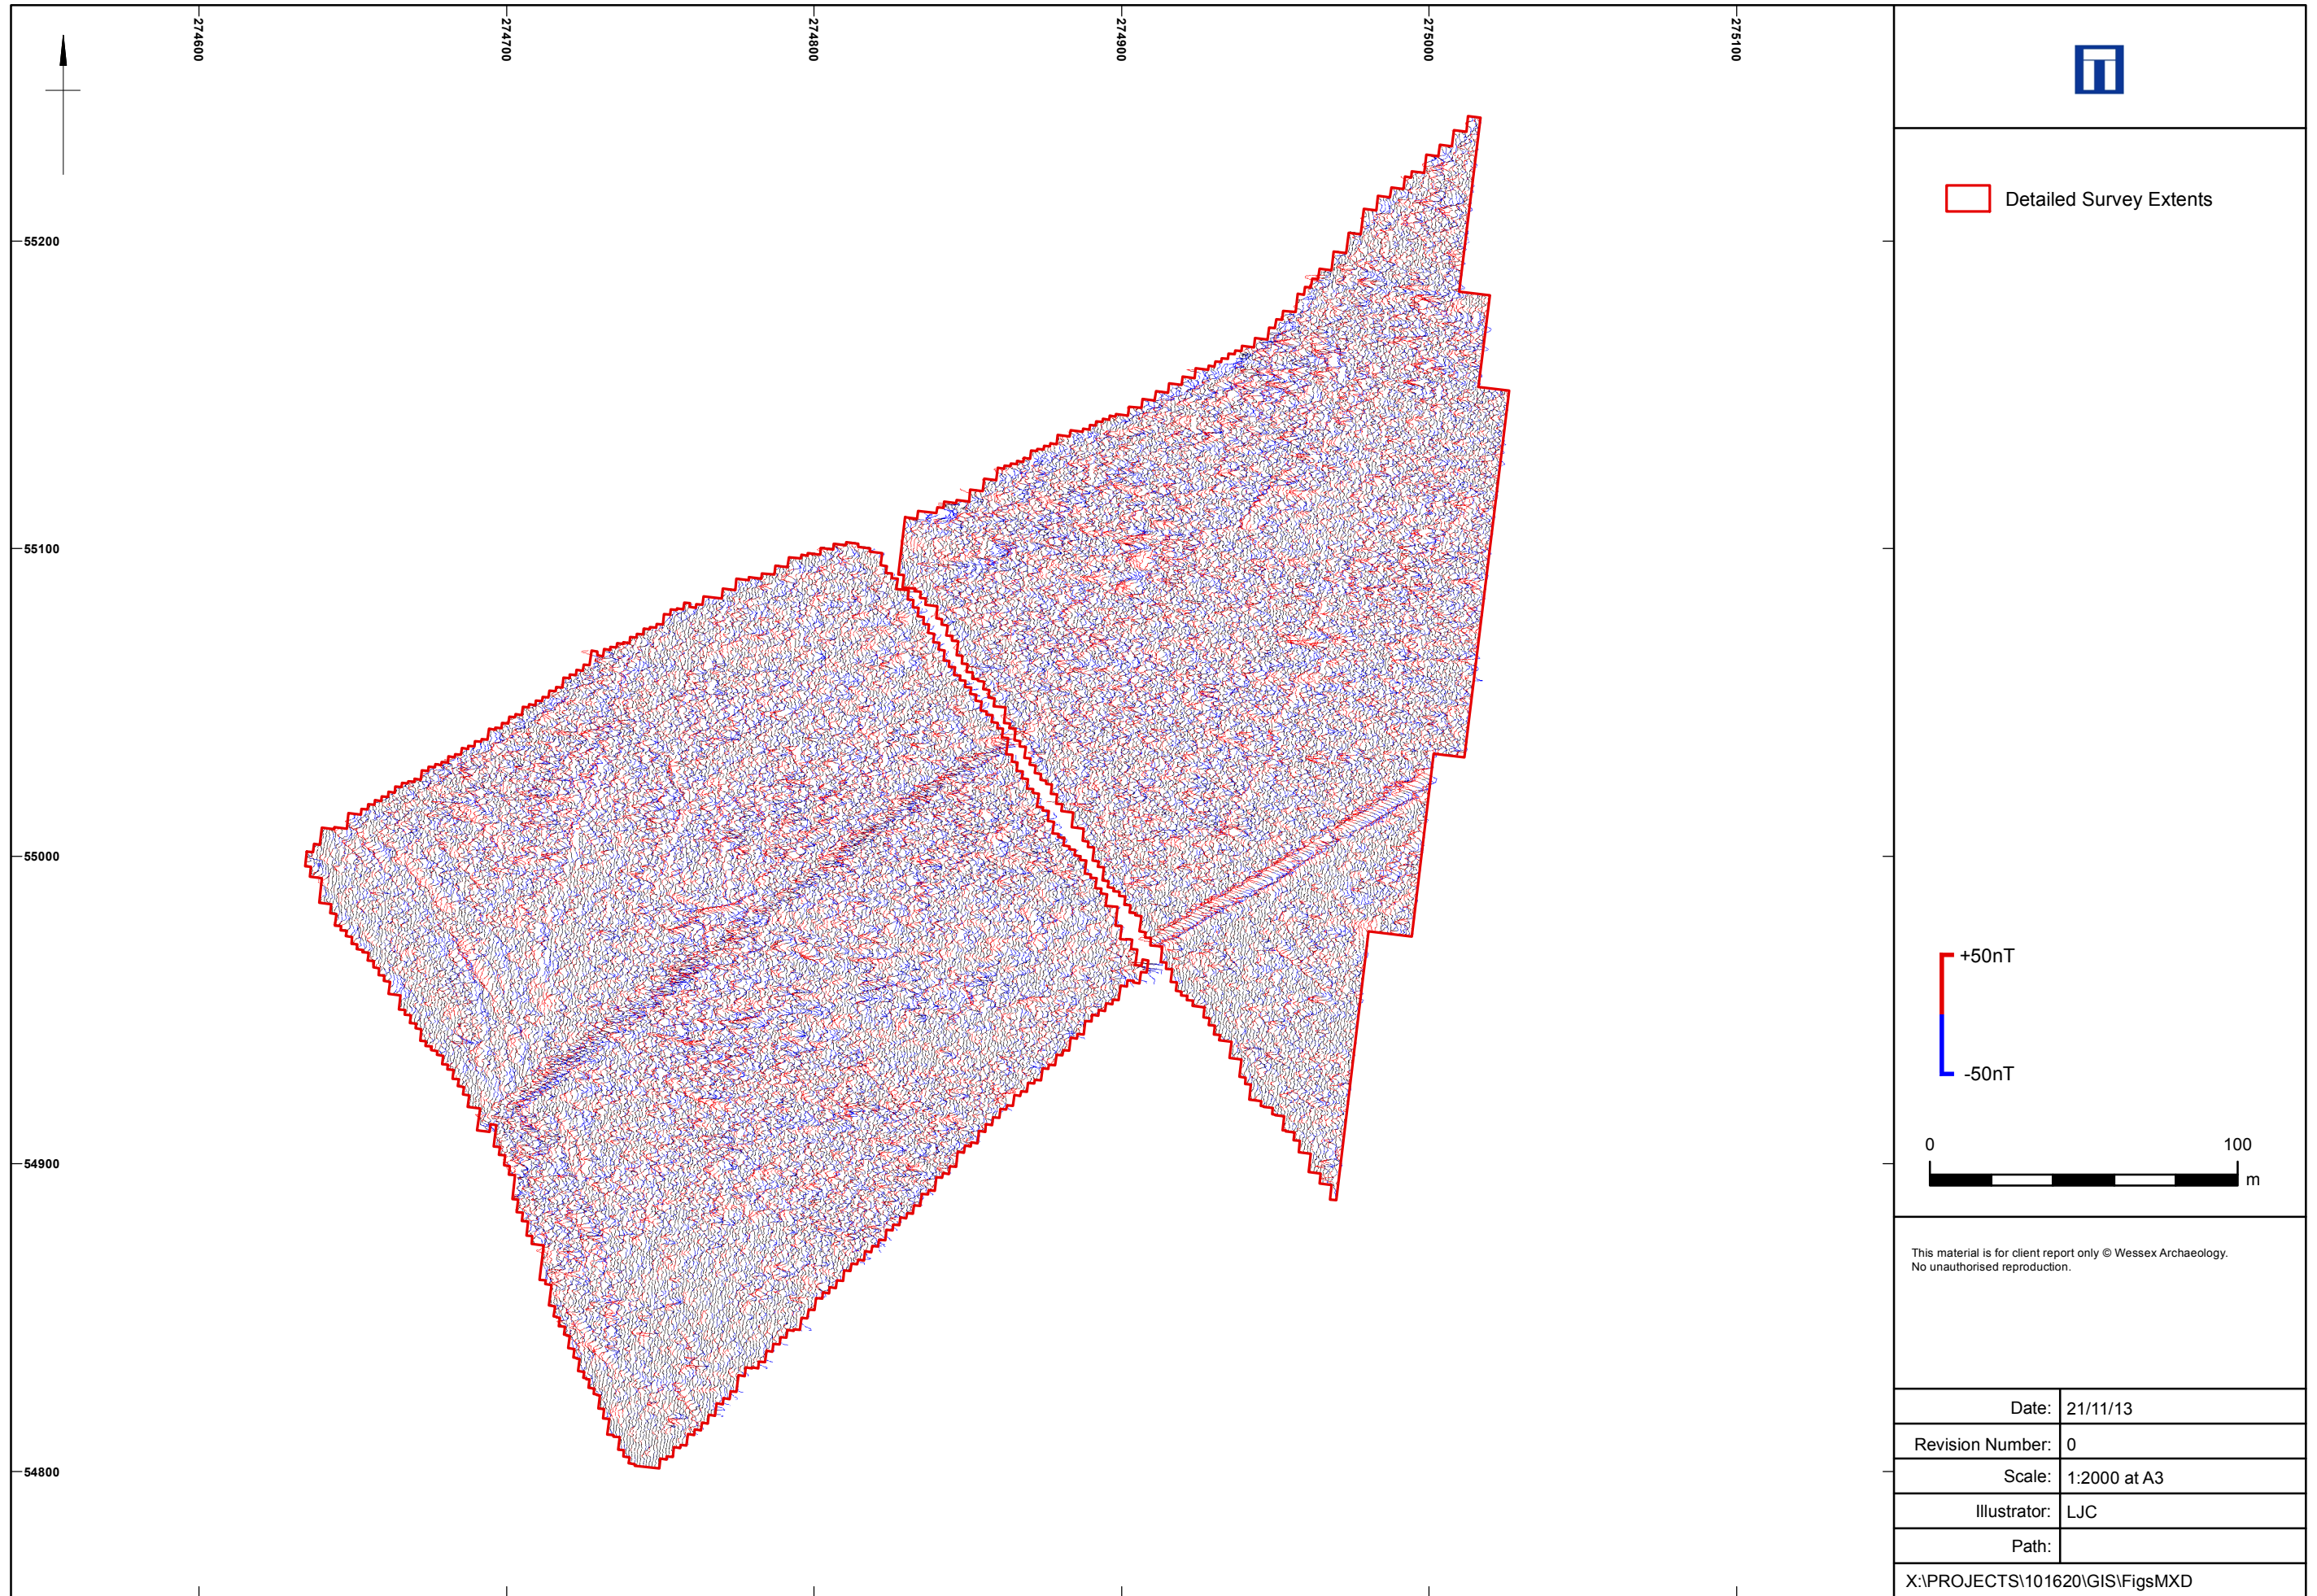 274600
274700
274800
274900
275000
275100
55200
55100
55000
54900
54800
Detailed Survey Extents
+50nT
-50nT
0 100
m
This material is for client report only © Wessex Archaeology.
No unauthorised reproduction.
Date: 21/11/13
Revision Number: 0
Scale: 1:2000 at A3
Illustrator: LJC
Path:
X:\PROJECTS\101620\GIS\FigsMXD